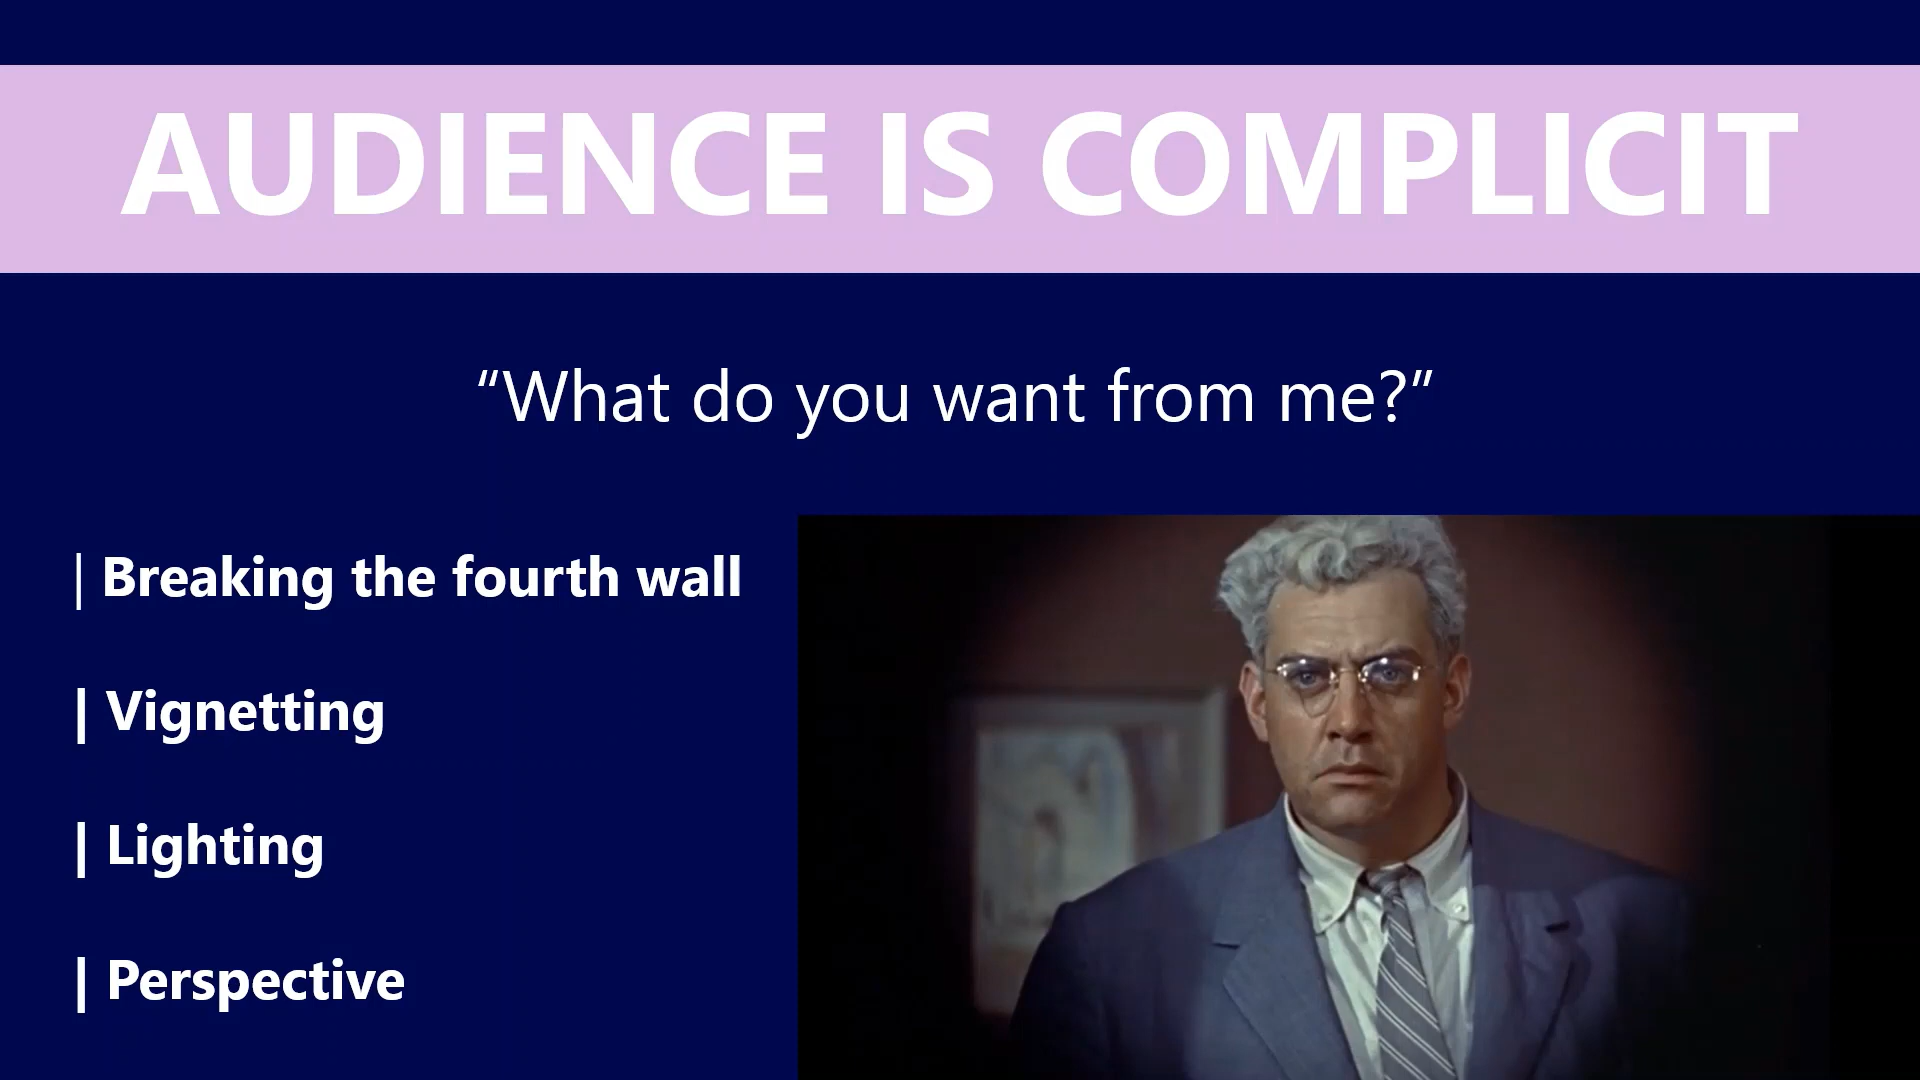 AUDIENCE IS COMPLICIT
“What do you want from me?”
| Breaking the fourth wall
| Vignetting
| Lighting
| Perspective